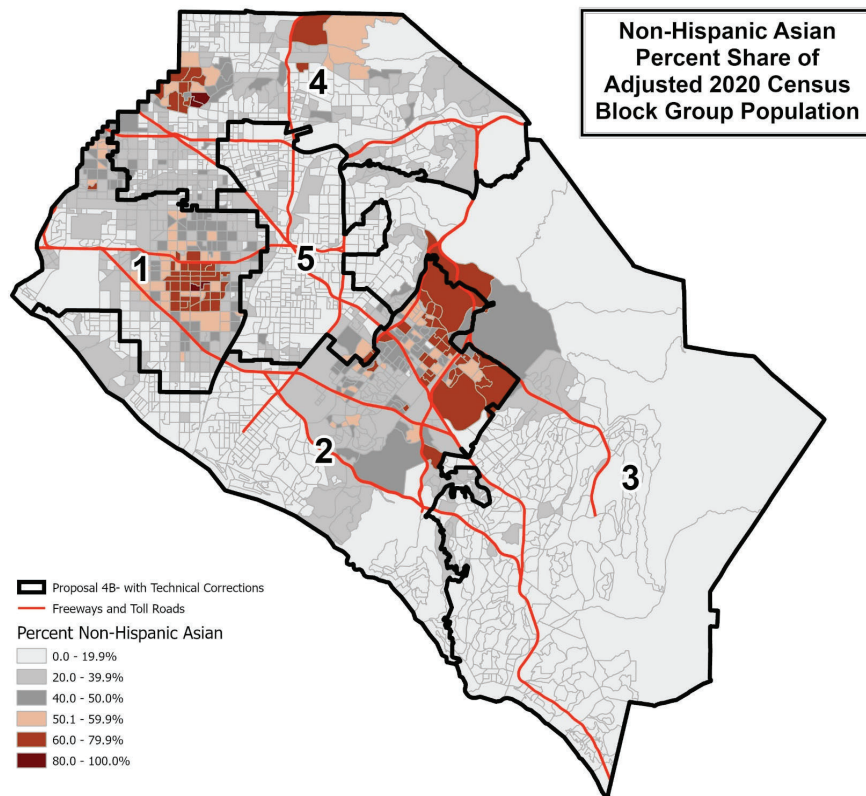 Non-Hispanic Asian
Percent Share of
Adjusted 2020 Census
Block Group Population
4
1
5
2
3
Proposal 4B- with Technical Corrections
Freeways and Toll Roads
Percent Non-Hispanic Asian
0.0 - 19.9%
20.0 - 39.9%
40.0 - 50.0%
50.1 - 59.9%
60.0 - 79.9%
80.0 - 100.0%